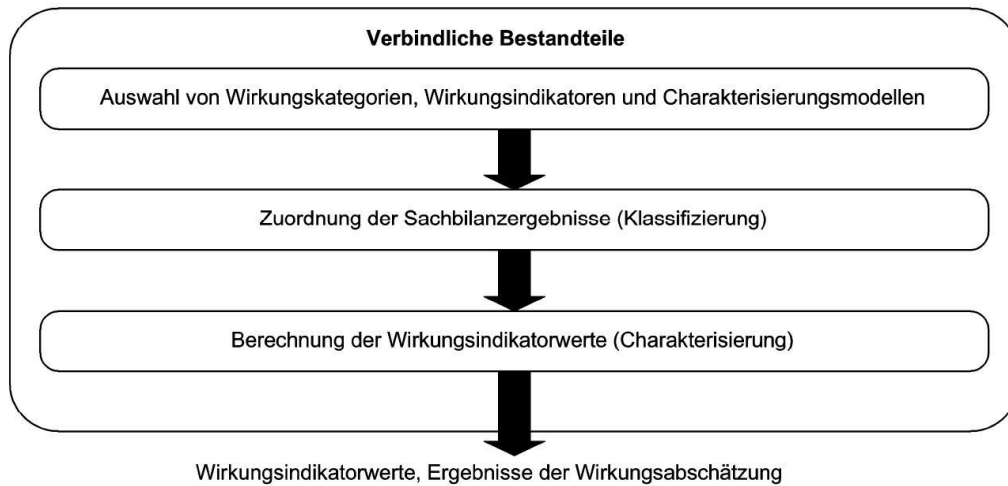 Verbindliche Bestandteile
Auswahl von Wirkungskategorien, Wirkungsindikatoren und Charakterisierungsmodellen
Zuordnung der Sachbilanzergebnisse (Klassifizierung)
Berechnung der Wirkungsindikatorwerte (Charakterisierung)
Wirkungsindikatorwerte, Ergebnisse der Wirkungsabschätzung